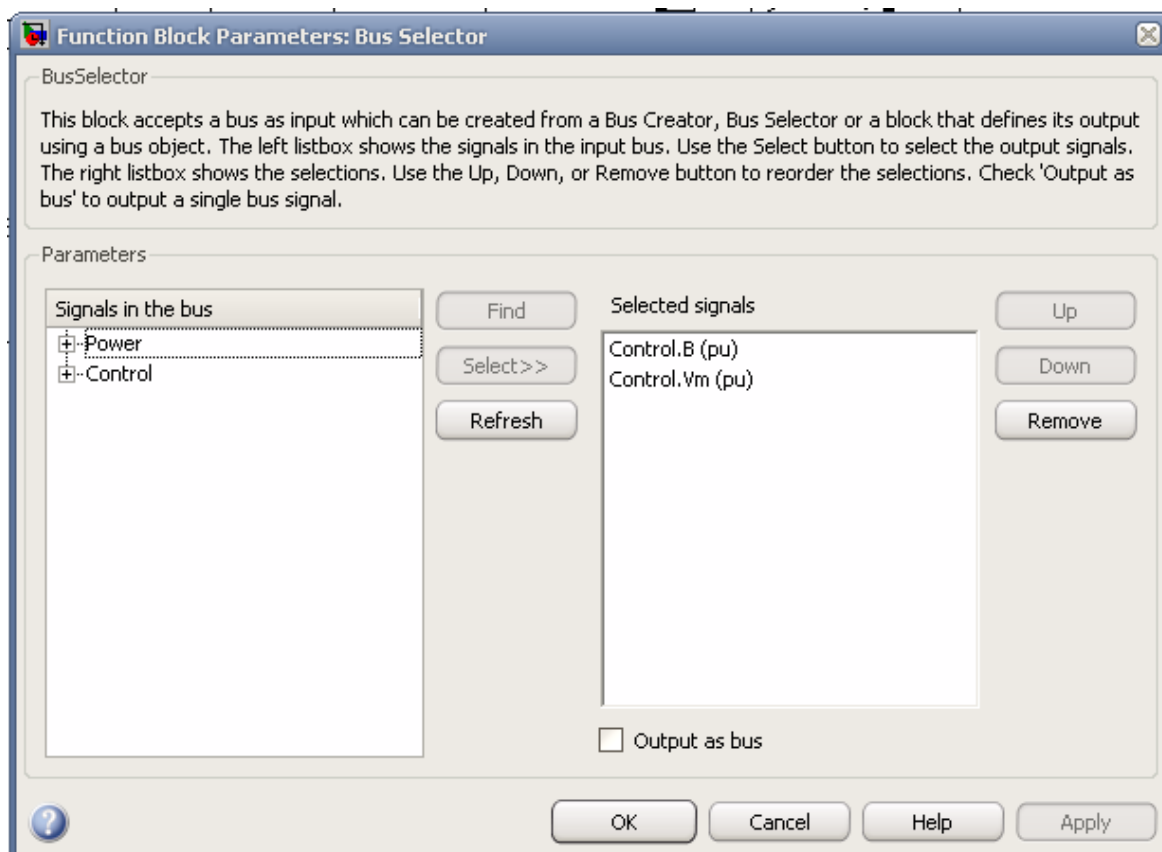 Function Block Parameters: Bus Selector
BusSelector
This block accepts a bus as input which can be created from a Bus Creator, Bus Selector or a block that defines its output
using a bus object. The left listbox shows the signals in the input bus. Use the Select button to select the output signals.
The right listbox shows the selections. Use the Up, Down, or Remove button to reorder the selections. Check 'Output as
bus' to output a single bus signal.
Parameters
Signals in the bus
Power
Control
Find
Select>>
Refresh
Selected signals
Control.B (pu)
Control.Vm (pu)
Up
Down
Remove
Output as bus
OK
Cancel
Help
Apply